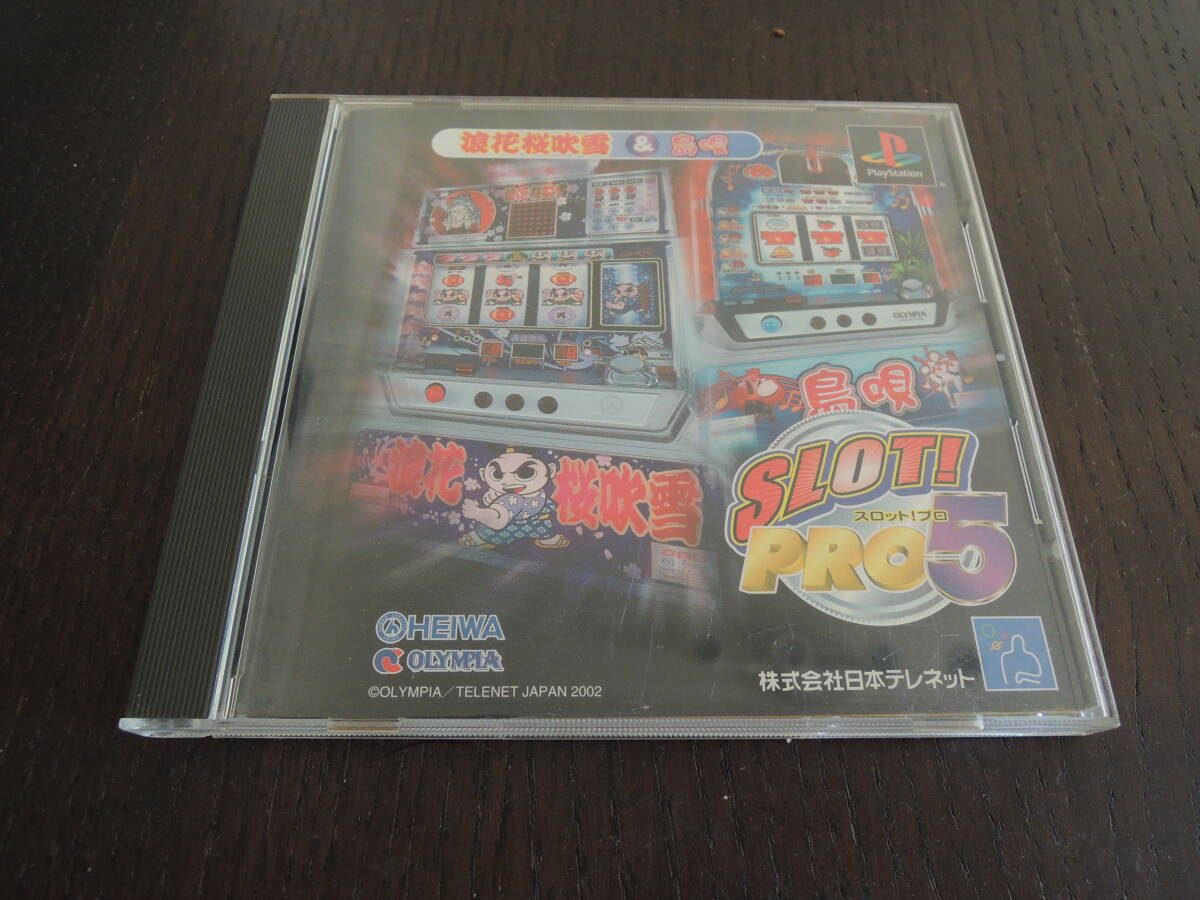 浪花桜吹雪 & 島唄
PlayStation
OLYMPIA
島唄
浪花
桜吹雪
SLOT!
スロット!プロ
PRO5
HEIWA
OLYMPIA
©OLYMPIA/TELENET JAPAN 2002
株式会社日本テレネット